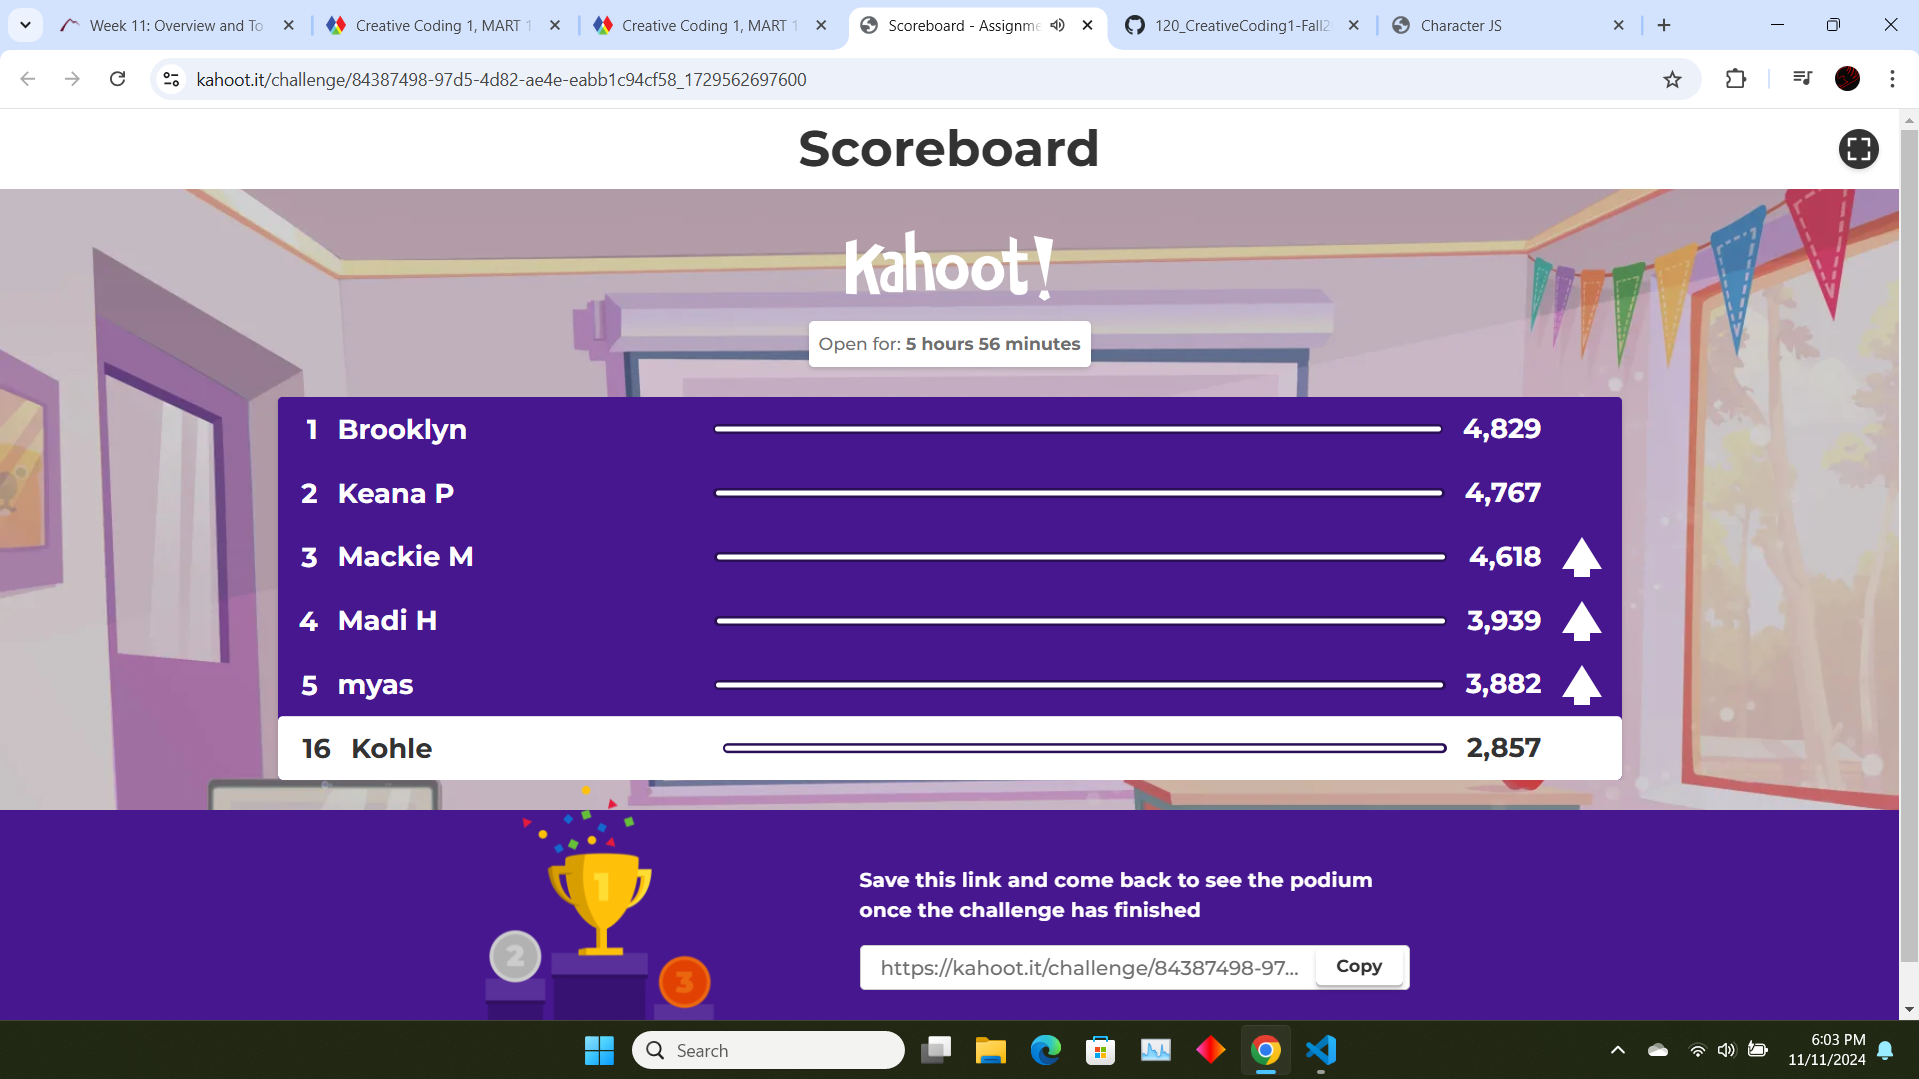 Week 11: Overview and To
Creative Coding 1, MART 1
Creative Coding 1, MART 1
Scoreboard - Assignme
120_CreativeCoding1-Fall2
Character JS
kahoot.it/challenge/84387498-97d5-4d82-ae4e-eabb1c94cf58_1729562697600
Scoreboard
Kahoot!
Open for: 5 hours 56 minutes
1 Brooklyn 4,829
2 Keana P 4,767
3 Mackie M 4,618
4 Madi H 3,939
5 myas 3,882
16 Kohle 2,857
1
2
3
Save this link and come back to see the podium
once the challenge has finished
https://kahoot.it/challenge/84387498-97... Copy
Search
6:03 PM
11/11/2024